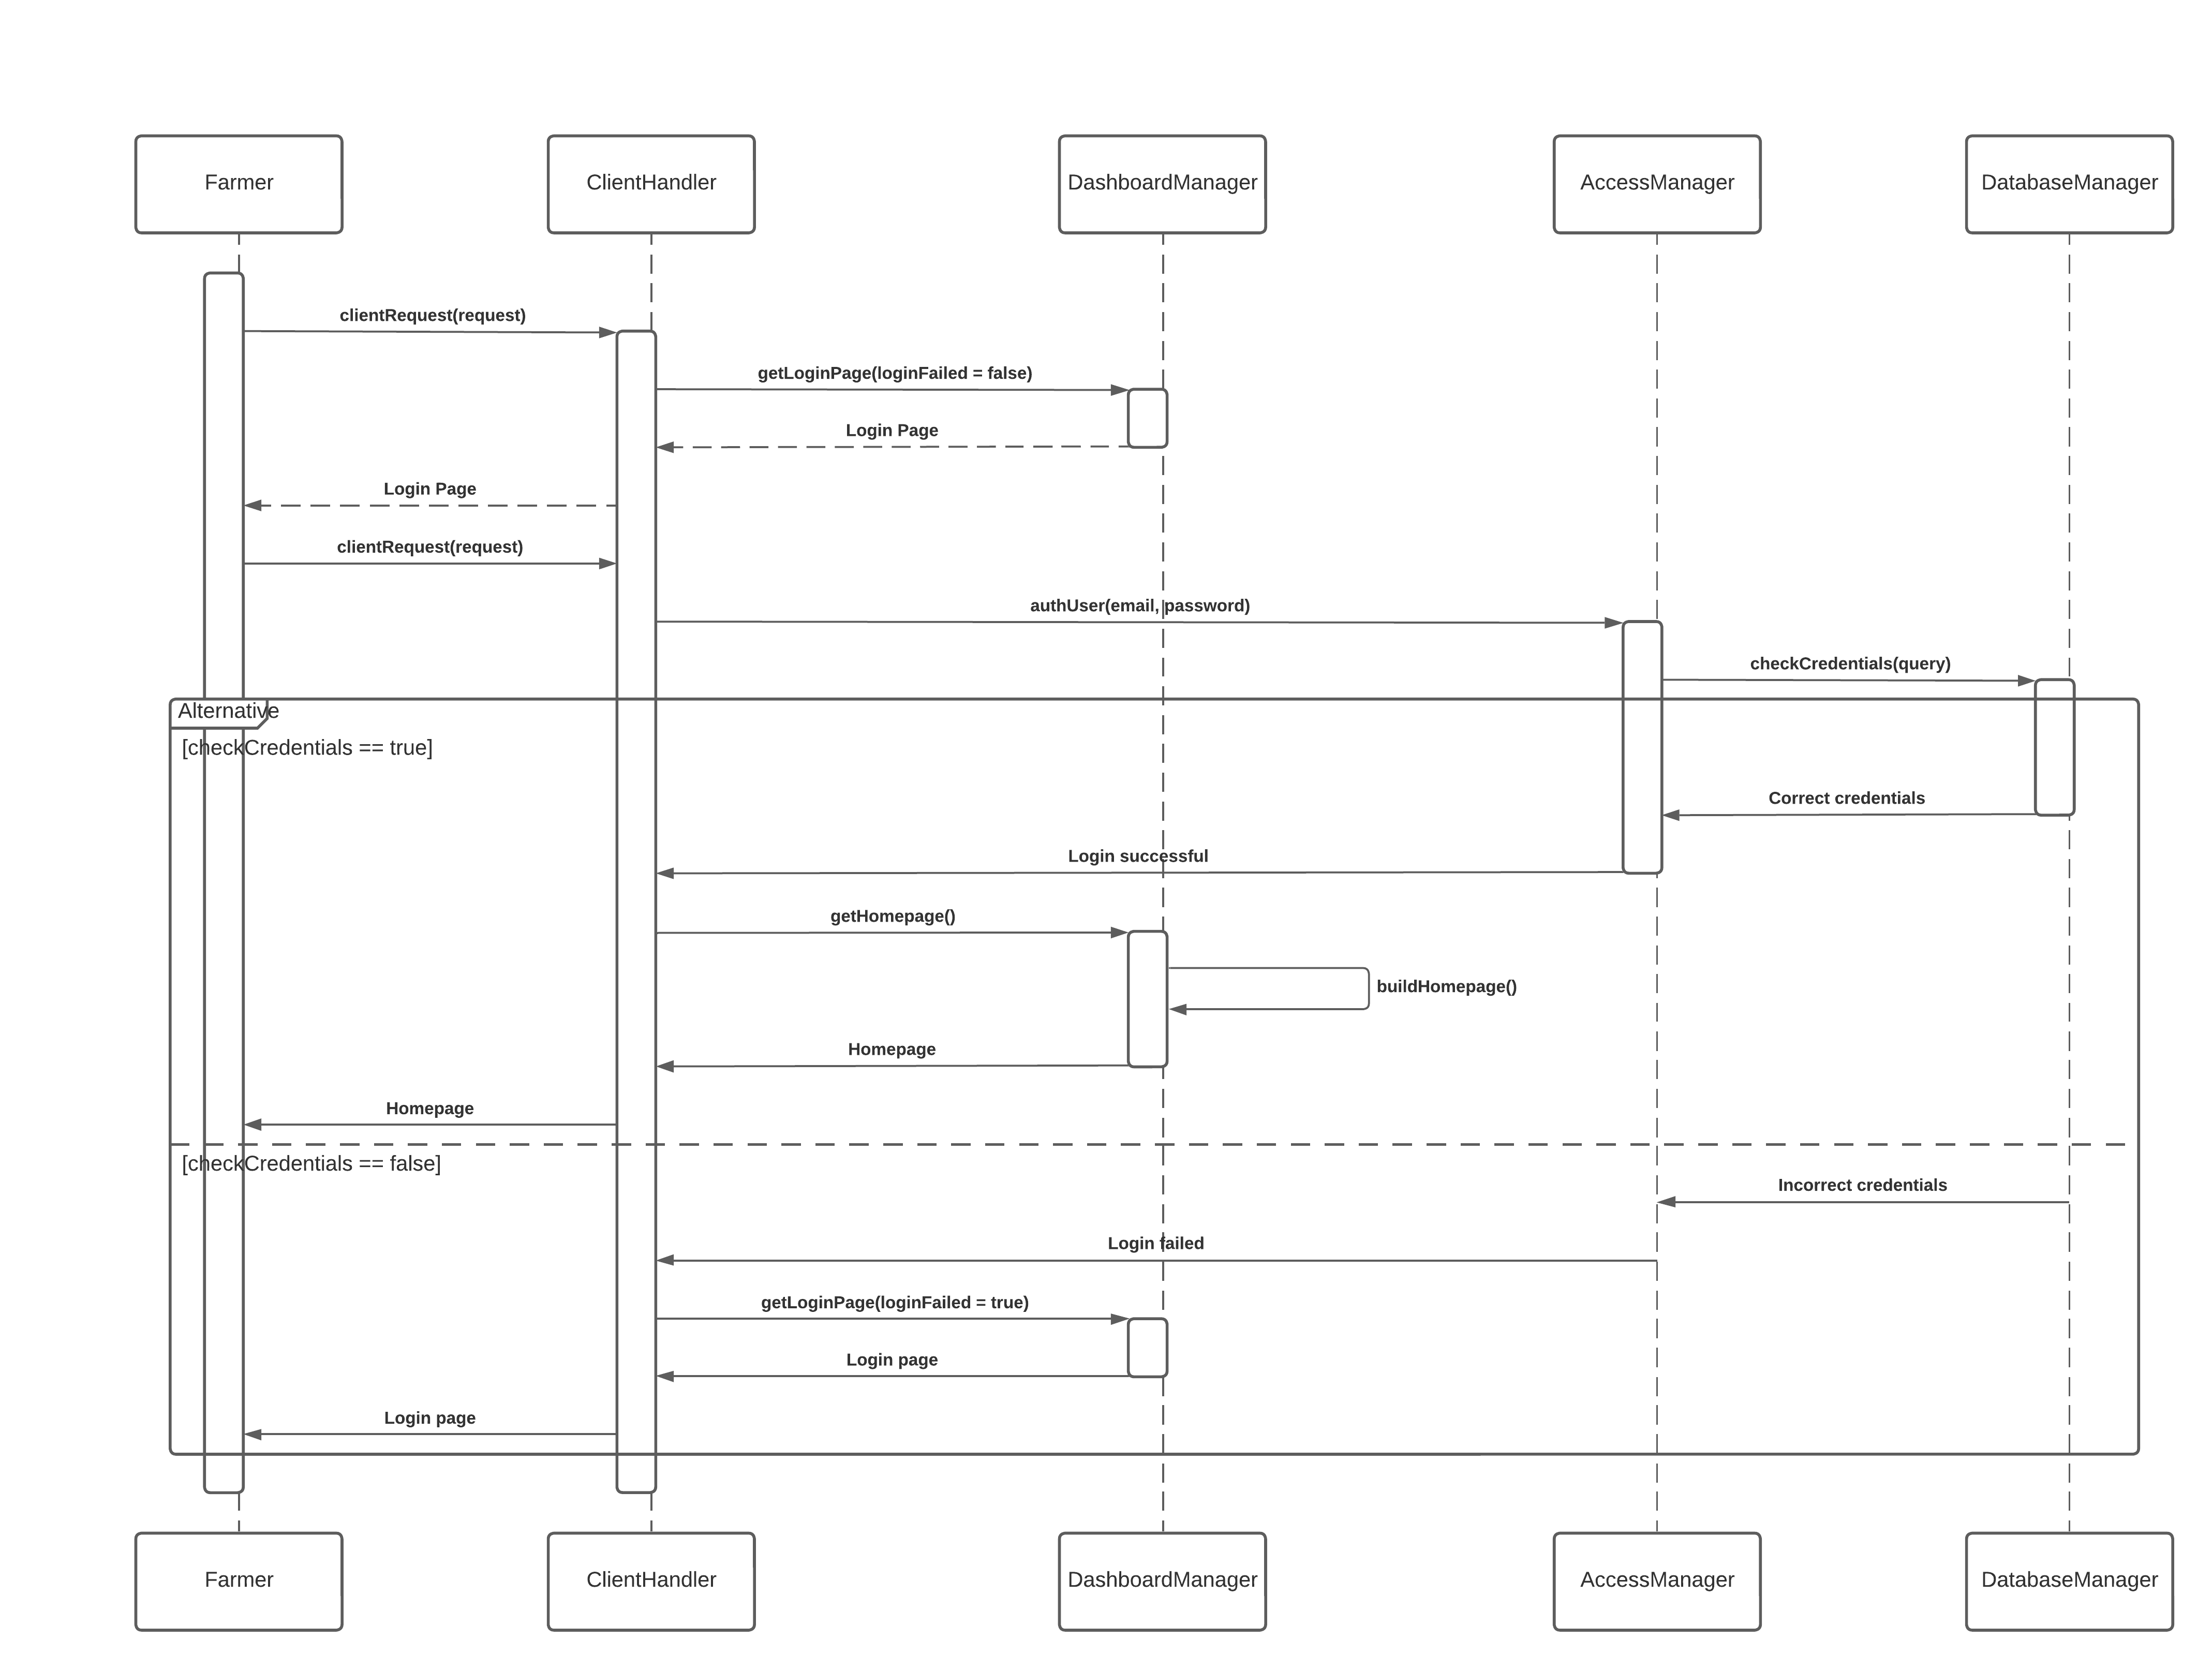 Farmer
ClientHandler
DashboardManager
AccessManager
DatabaseManager
clientRequest(request)
getLoginPage(loginFailed = false)
Login Page
Login Page
clientRequest(request)
authUser(email, password)
checkCredentials(query)
Alternative
[checkCredentials == true]
Correct credentials
Login successful
getHomepage()
buildHomepage()
Homepage
Homepage
[checkCredentials == false]
Incorrect credentials
Login failed
getLoginPage(loginFailed = true)
Login page
Login page
Farmer
ClientHandler
DashboardManager
AccessManager
DatabaseManager